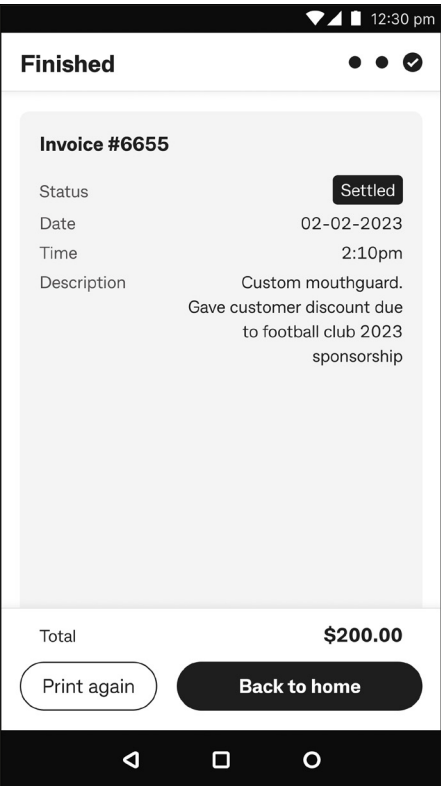 12:30 pm
Finished
Invoice #6655
Status Settled
Date 02-02-2023
Time 2:10pm
Description Custom mouthguard.
Gave customer discount due
to football club 2023
sponsorship
Total $200.00
Print again Back to home